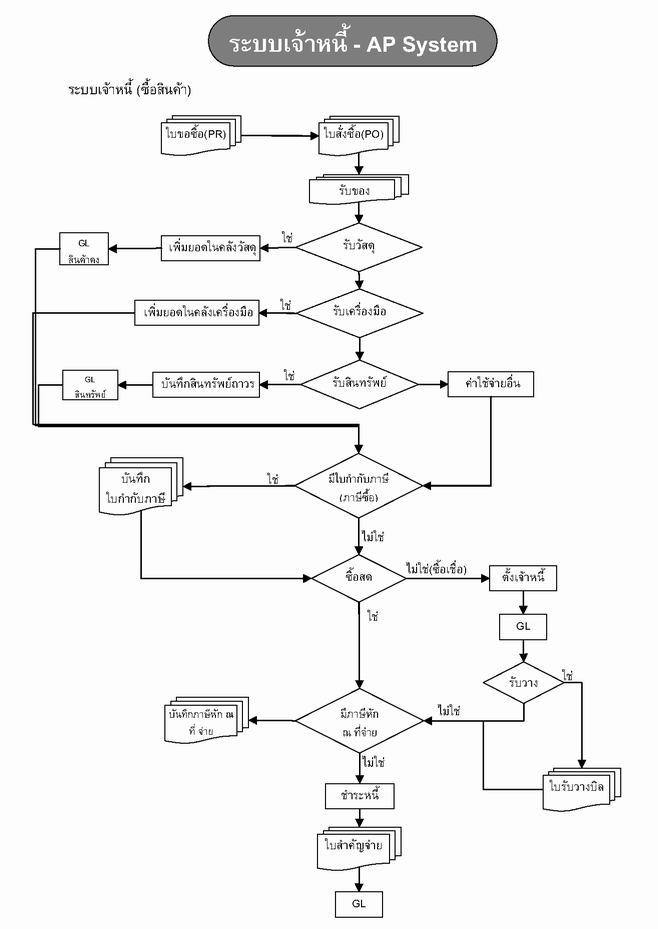 ระบบเจ้าหนี้ - AP System
ระบบเจ้าหนี้ (ซื้อสินค้า)
ใบขอซื้อ(PR)
ใบสั่งซื้อ(PO)
รับของ
GL
สินค้าคง
เพิ่มยอดในคลังวัสดุ
ใช่
รับวัสดุ
เพิ่มยอดในคลังเครื่องมือ
ใช่
รับเครื่องมือ
GL
สินทรัพย์
บันทึกสินทรัพย์ถาวร
ใช่
รับสินทรัพย์
ค่าใช้จ่ายอื่น
บันทึก
ใบกำกับภาษี
ใช่
มีใบกำกับภาษี
(ภาษีซื้อ)
ไม่ใช่
ซื้อสด
ไม่ใช่(ซื้อเชื่อ)
ตั้งเจ้าหนี้
ใช่
GL
รับวาง
ใช่
บันทึกภาษีหัก ณ
ที่ จ่าย
มีภาษีหัก
ณ ที่จ่าย
ไม่ใช่
ไม่ใช่
ชำระหนี้
ใบรับวางบิล
ใบสำคัญจ่าย
GL